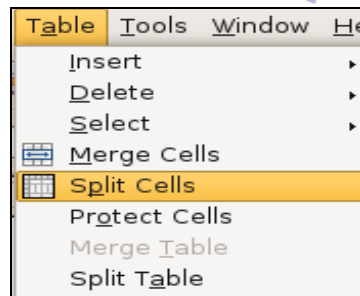 Table Tools Window He
Insert
Delete
Select
Merge Cells
Split Cells
Protect Cells
Merge Table
Split Table